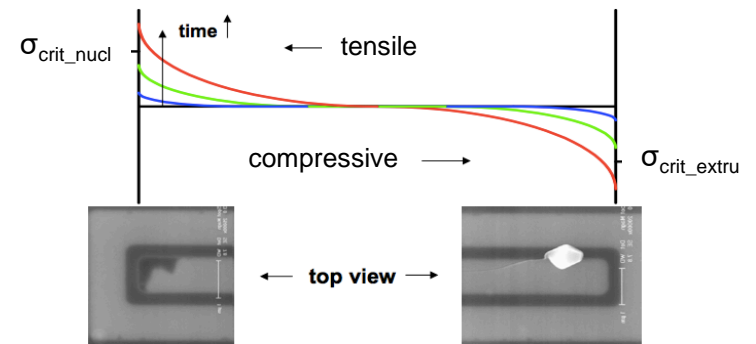 time ↑
σcrit_nucl
← tensile
compressive →
σcrit_extru
← top view →